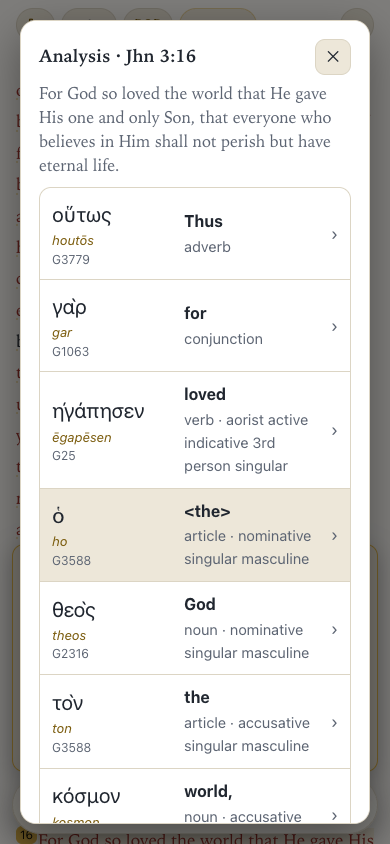 Analysis · Jhn 3:16
For God so loved the world that He gave
His one and only Son, that everyone who
believes in Him shall not perish but have
eternal life.
οὕτως
houtōs
G3779
Thus
adverb
γὰρ
gar
G1063
for
conjunction
ἠγάπησεν
ēgapēsen
G25
loved
verb · aorist active
indicative 3rd
person singular
ὁ
ho
G3588
<the>
article · nominative
singular masculine
θεὸς
theos
G2316
God
noun · nominative
singular masculine
τὸν
ton
G3588
the
article · accusative
singular masculine
κόσμον
kosmon
world,
noun · accusative
16 For God so loved the world that He gave His